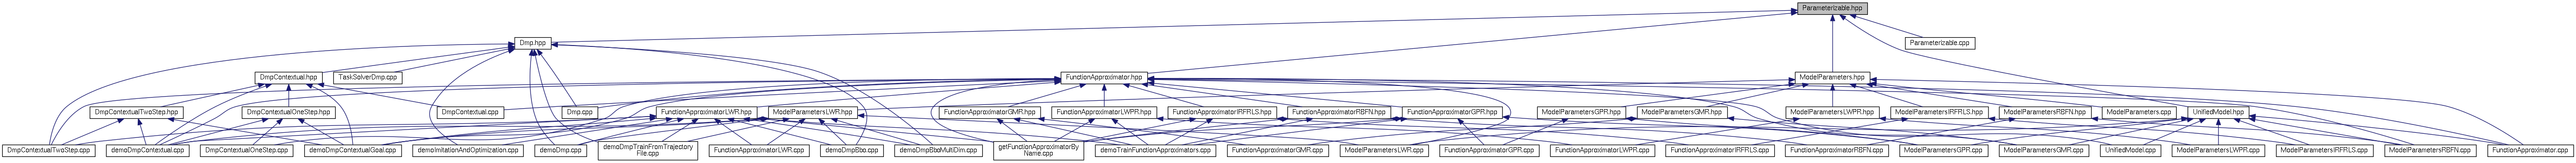 Parameterizable.hpp
Dmp.hpp
Parameterizable.cpp
DmpContextual.hpp
TaskSolverDmp.cpp
FunctionApproximator.hpp
ModelParameters.hpp
DmpContextualTwoStep.hpp
DmpContextualOneStep.hpp
DmpContextual.cpp
Dmp.cpp
FunctionApproximatorLWR.hpp
ModelParametersLWR.hpp
FunctionApproximatorGMR.hpp
FunctionApproximatorLWPR.hpp
FunctionApproximatorIRFRLS.hpp
FunctionApproximatorRBFN.hpp
FunctionApproximatorGPR.hpp
ModelParametersGPR.hpp
ModelParametersGMR.hpp
ModelParametersLWPR.hpp
ModelParametersIRFRLS.hpp
ModelParametersRBFN.hpp
ModelParameters.cpp
UnifiedModel.hpp
DmpContextualTwoStep.cpp
demoDmpContextual.cpp
DmpContextualOneStep.cpp
demoDmpContextualGoal.cpp
demoImitationAndOptimization.cpp
demoDmp.cpp
demoDmpTrainFromTrajectory
File.cpp
FunctionApproximatorLWR.cpp
demoDmpBbo.cpp
demoDmpBboMultiDim.cpp
getFunctionApproximatorBy
Name.cpp
demoTrainFunctionApproximators.cpp
FunctionApproximatorGMR.cpp
ModelParametersLWR.cpp
FunctionApproximatorGPR.cpp
FunctionApproximatorLWPR.cpp
FunctionApproximatorIRFRLS.cpp
FunctionApproximatorRBFN.cpp
ModelParametersGPR.cpp
ModelParametersGMR.cpp
UnifiedModel.cpp
ModelParametersLWPR.cpp
ModelParametersIRFRLS.cpp
ModelParametersRBFN.cpp
FunctionApproximator.cpp